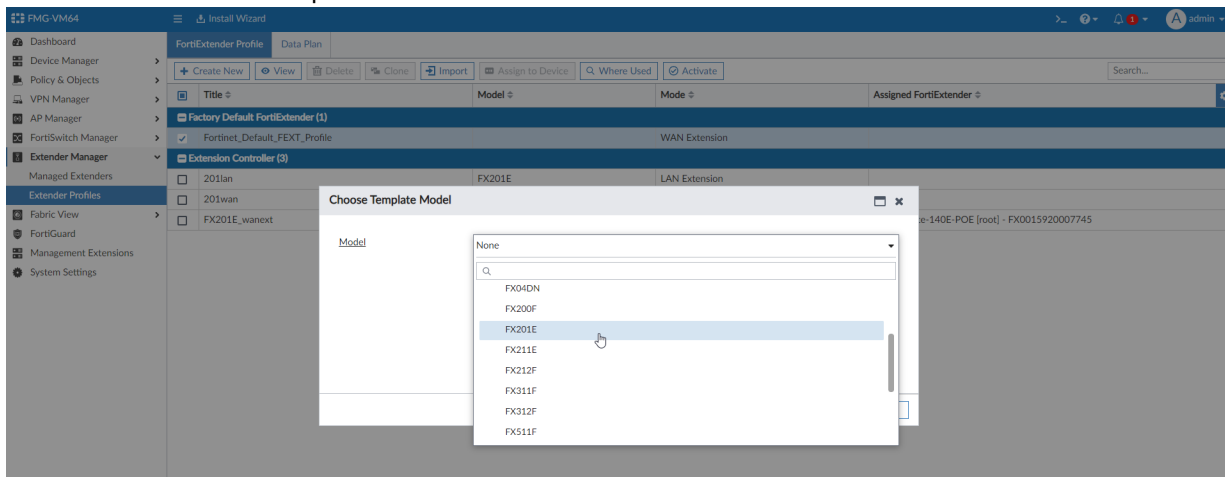 FMG-VM64
Install Wizard
>_
?
1
A admin
Dashboard
Device Manager
Policy & Objects
VPN Manager
AP Manager
FortiSwitch Manager
Extender Manager
Managed Extenders
Extender Profiles
Fabric View
FortiGuard
Management Extensions
System Settings
FortiExtender Profile Data Plan
+ Create New View Delete Clone Import Assign to Device Where Used Activate Search...
Title Model Mode Assigned FortiExtender
Factory Default FortiExtender (1)
Fortinet_Default_FEXT_Profile WAN Extension
Extension Controller (3)
201lan FX201E LAN Extension
201wan
FX201E_wanext e-140E-POE [root] - FX0015920007745
Choose Template Model
Model
None
FX04DN
FX200F
FX201E
FX211E
FX212F
FX311F
FX312F
FX511F